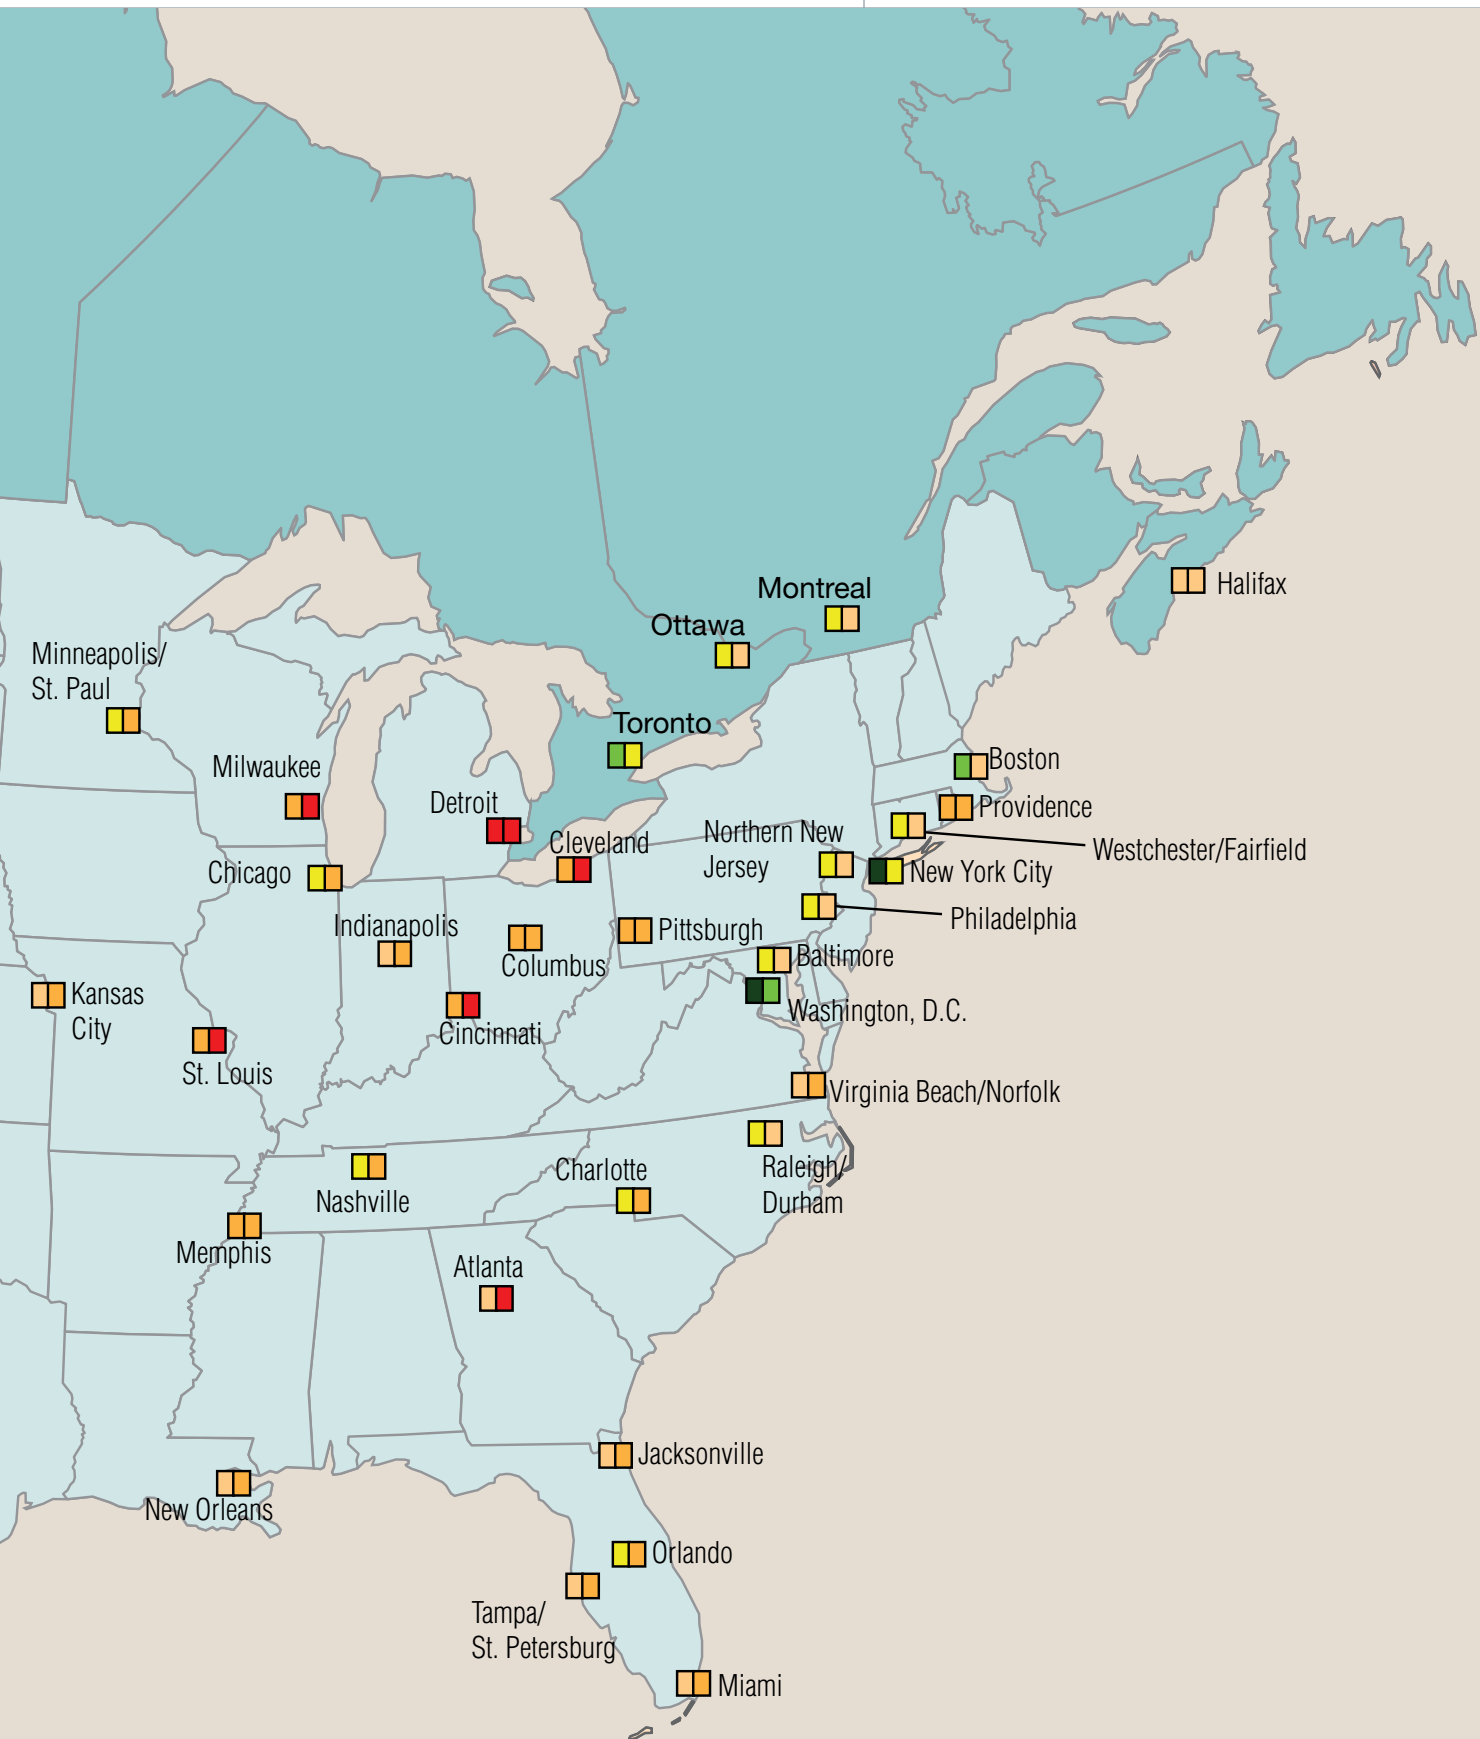 Montreal
Halifax
Ottawa
Minneapolis/
St. Paul
Toronto
Milwaukee
Boston
Detroit
Providence
Cleveland
Northern New
Jersey
Westchester/Fairfield
Chicago
New York City
Indianapolis
Philadelphia
Pittsburgh
Columbus
Baltimore
Kansas
City
Washington, D.C.
Cincinnati
St. Louis
Virginia Beach/Norfolk
Charlotte
Raleigh/
Durham
Nashville
Memphis
Atlanta
Jacksonville
New Orleans
Orlando
Tampa/
St. Petersburg
Miami